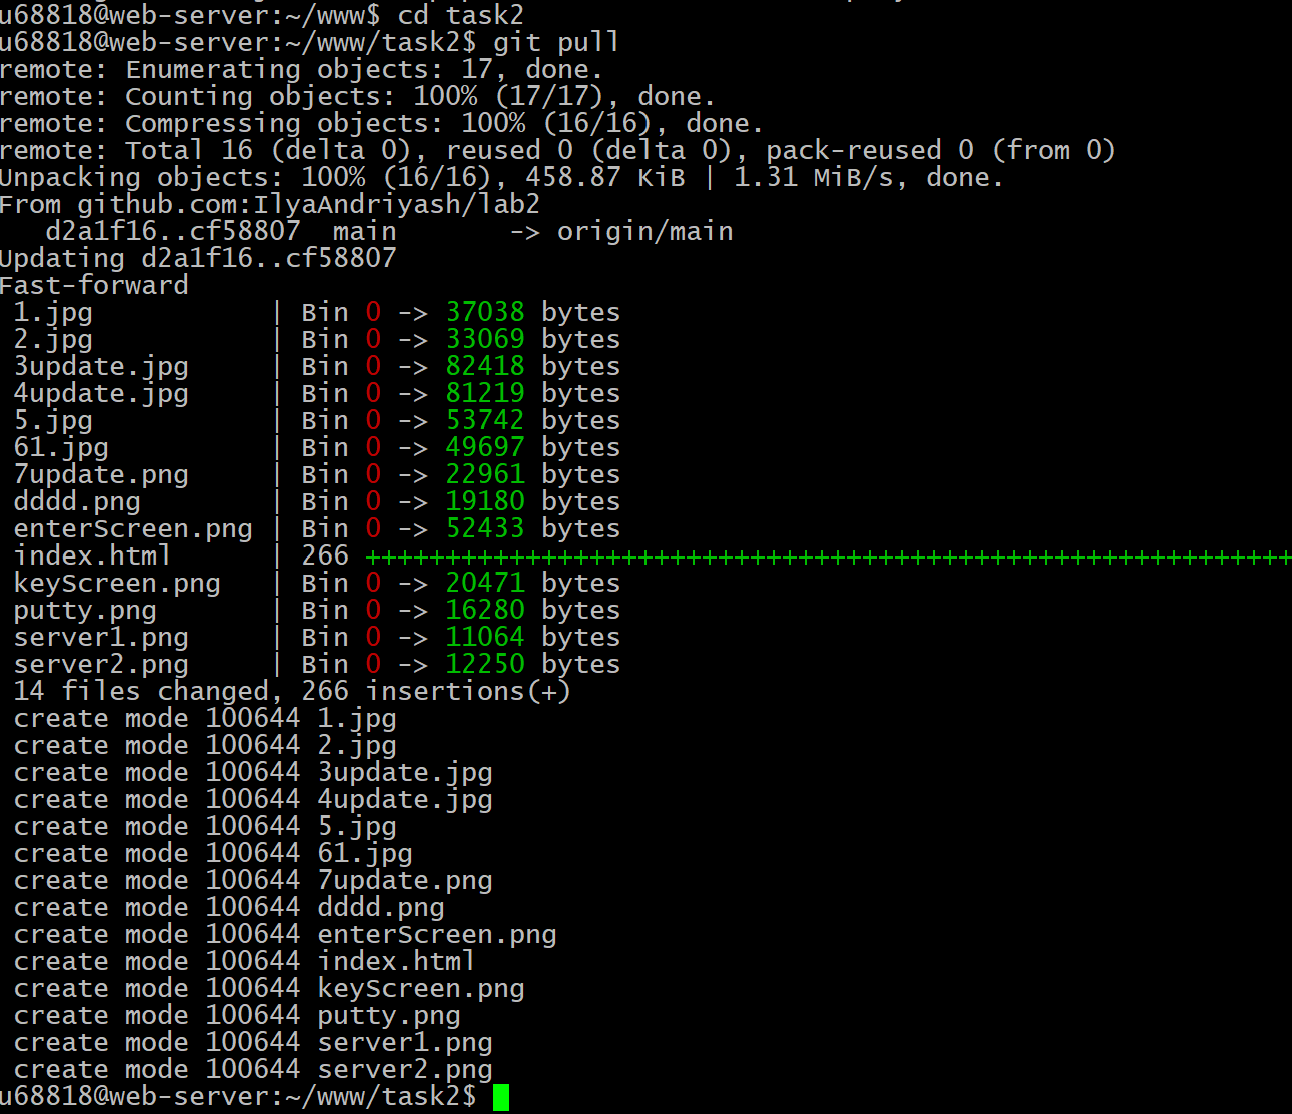 u68818@web-server:~/www$ cd task2
u68818@web-server:~/www/task2$ git pull
remote: Enumerating objects: 17, done.
remote: Counting objects: 100% (17/17), done.
remote: Compressing objects: 100% (16/16), done.
remote: Total 16 (delta 0), reused 0 (delta 0), pack-reused 0 (from 0)
Unpacking objects: 100% (16/16), 458.87 KiB | 1.31 MiB/s, done.
From github.com:IlyaAndriyash/lab2
   d2a1f16..cf58807  main       -> origin/main
Updating d2a1f16..cf58807
Fast-forward
 1.jpg           | Bin 0 -> 37038 bytes
 2.jpg           | Bin 0 -> 33069 bytes
 3update.jpg     | Bin 0 -> 82418 bytes
 4update.jpg     | Bin 0 -> 81219 bytes
 5.jpg           | Bin 0 -> 53742 bytes
 61.jpg          | Bin 0 -> 49697 bytes
 7update.png     | Bin 0 -> 22961 bytes
 dddd.png        | Bin 0 -> 19180 bytes
 enterScreen.png | Bin 0 -> 52433 bytes
 index.html      | 266 ++++++++++++++++++++++++++++++++++++++++++++++++++++++++++
 keyScreen.png   | Bin 0 -> 20471 bytes
 putty.png       | Bin 0 -> 16280 bytes
 server1.png     | Bin 0 -> 11064 bytes
 server2.png     | Bin 0 -> 12250 bytes
 14 files changed, 266 insertions(+)
 create mode 100644 1.jpg
 create mode 100644 2.jpg
 create mode 100644 3update.jpg
 create mode 100644 4update.jpg
 create mode 100644 5.jpg
 create mode 100644 61.jpg
 create mode 100644 7update.png
 create mode 100644 dddd.png
 create mode 100644 enterScreen.png
 create mode 100644 index.html
 create mode 100644 keyScreen.png
 create mode 100644 putty.png
 create mode 100644 server1.png
 create mode 100644 server2.png
u68818@web-server:~/www/task2$